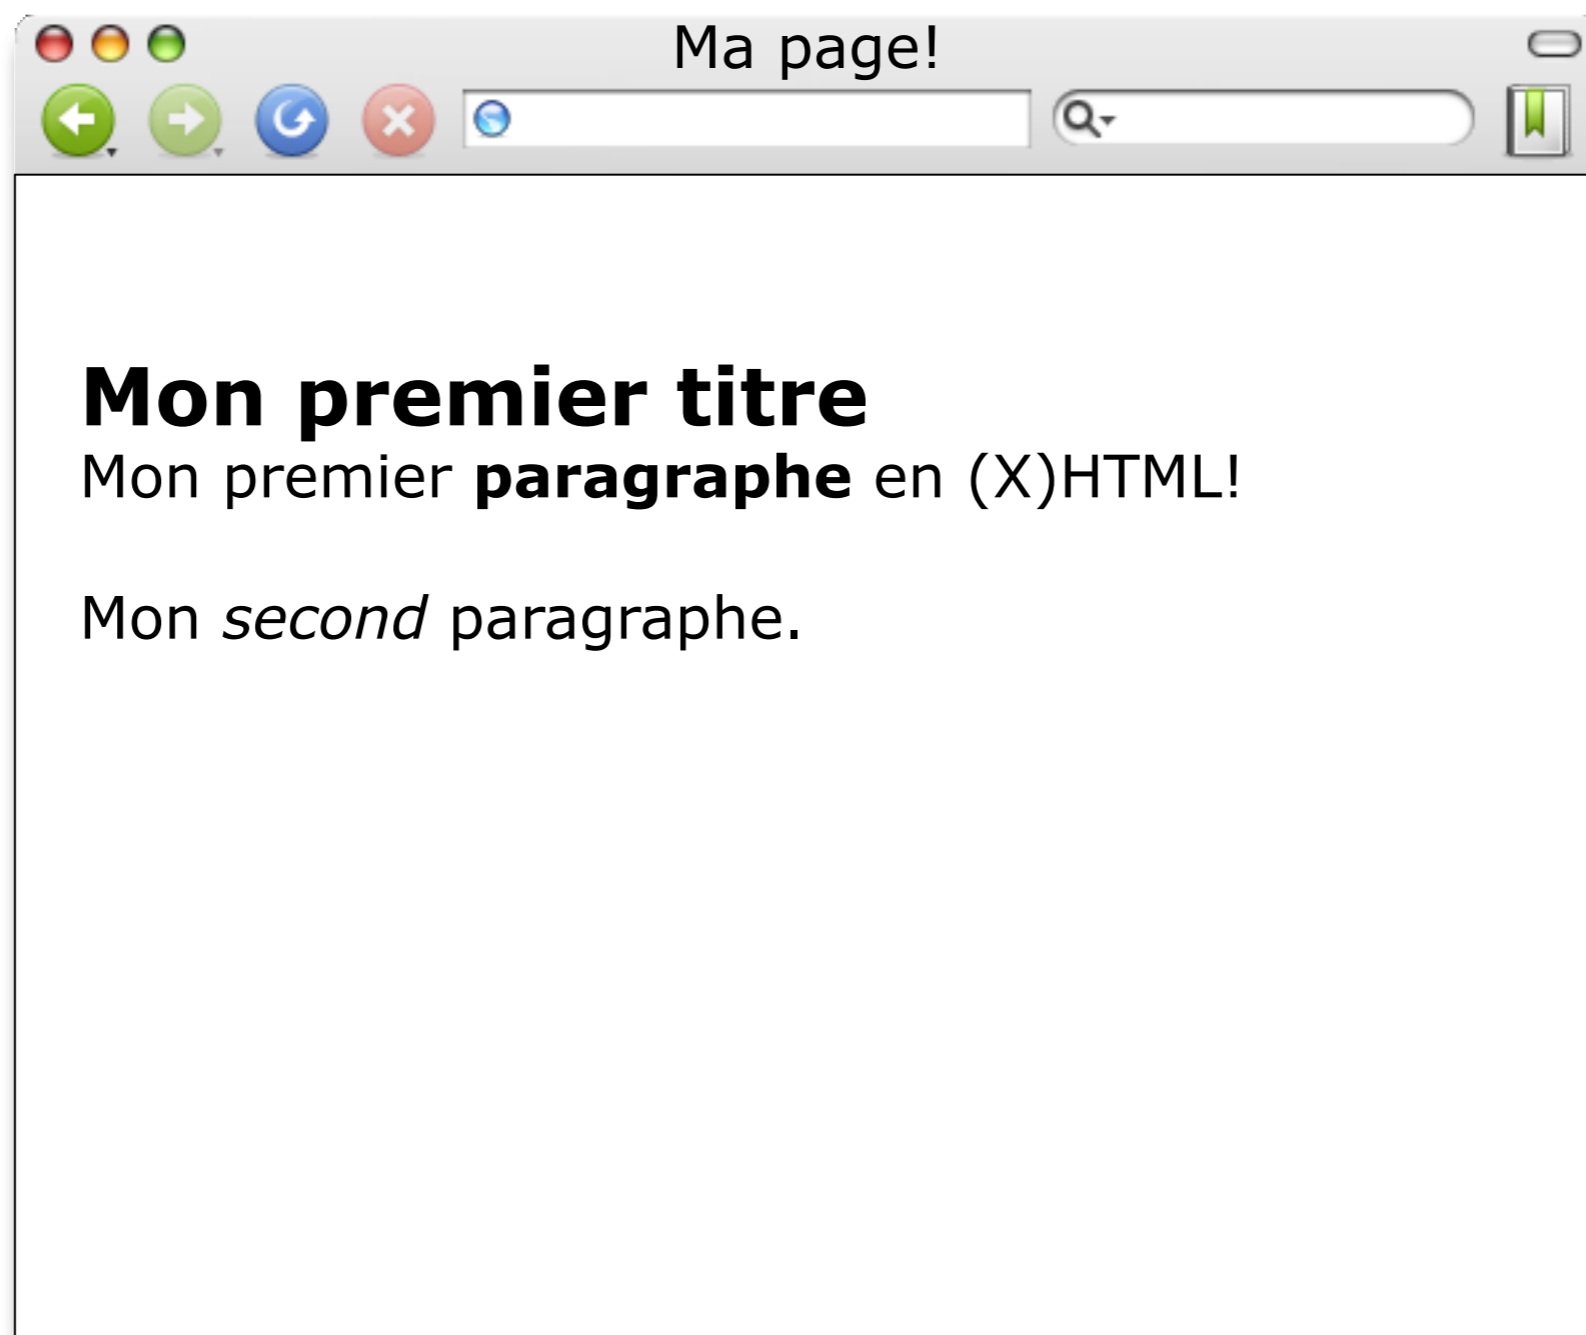 Ma page!
Mon premier titre
Mon premier paragraphe en (X)HTML!
Mon second paragraphe.